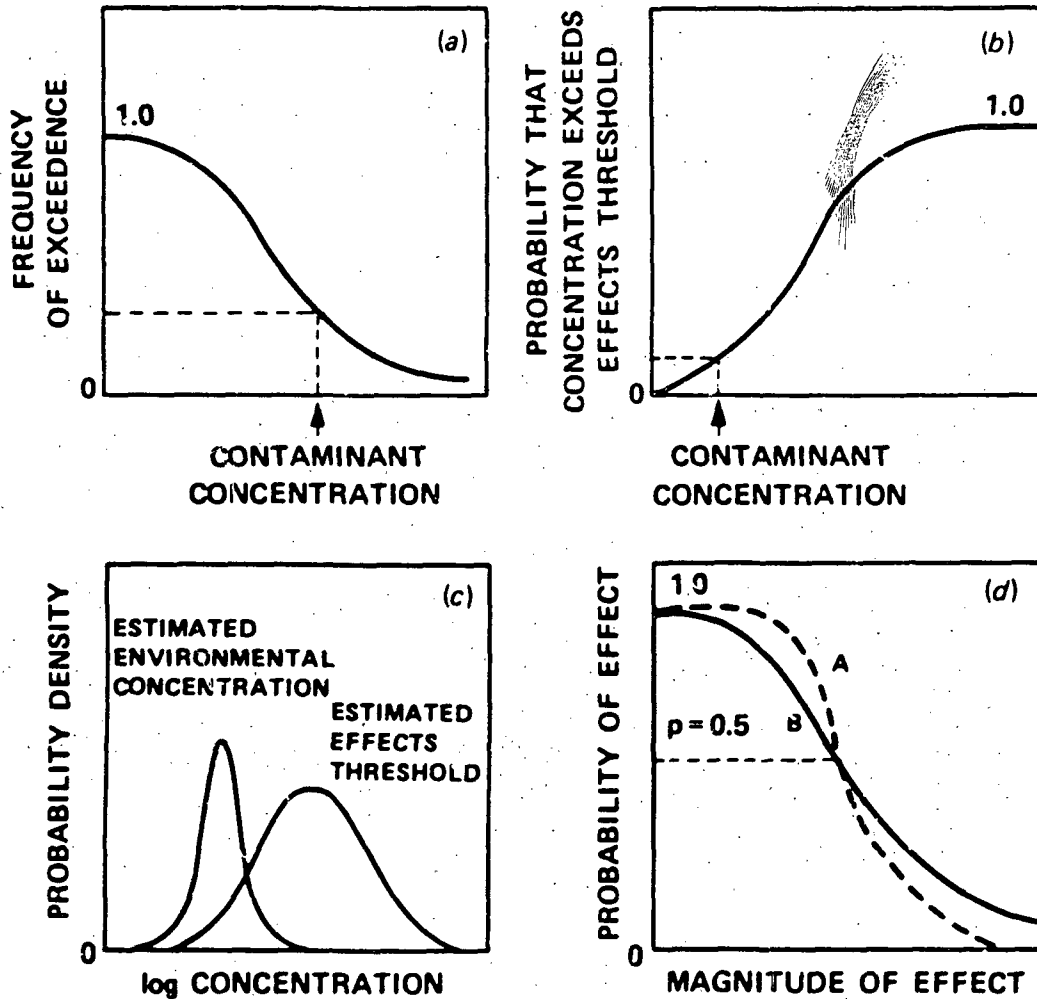 (a)
FREQUENCY
OF EXCEEDENCE
1.0
0
CONTAMINANT
CONCENTRATION
(b)
PROBABILITY THAT
CONCENTRATION EXCEEDS
EFFECTS THRESHOLD
1.0
0
CONTAMINANT
CONCENTRATION
(c)
PROBABILITY DENSITY
ESTIMATED
ENVIRONMENTAL
CONCENTRATION
ESTIMATED
EFFECTS
THRESHOLD
0
log CONCENTRATION
(d)
PROBABILITY OF EFFECT
1.0
A
B
p = 0.5
0
MAGNITUDE OF EFFECT